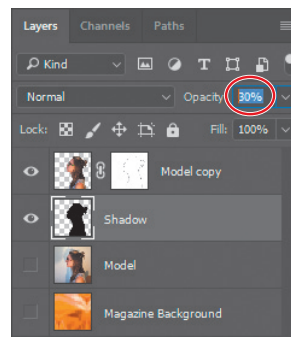 Layers Channels Paths
Kind
Normal Opacity: 30%
Lock: Fill: 100%
Model copy
Shadow
Model
Magazine Background